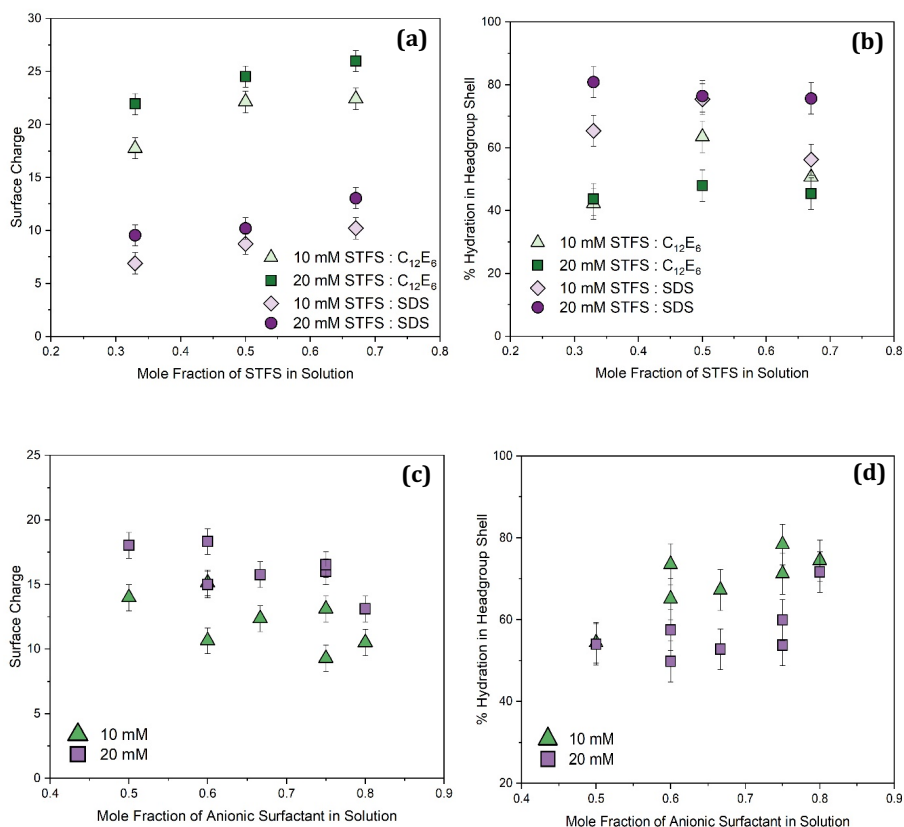 (a)
30
25
20
15
10
5
0
Surface Charge
10 mM STFS : C₁₂E₆
20 mM STFS : C₁₂E₆
10 mM STFS : SDS
20 mM STFS : SDS
0.2 0.3 0.4 0.5 0.6 0.7 0.8
Mole Fraction of STFS in Solution
(b)
100
80
60
40
20
0
% Hydration in Headgroup Shell
10 mM STFS : C₁₂E₆
20 mM STFS : C₁₂E₆
10 mM STFS : SDS
20 mM STFS : SDS
0.2 0.3 0.4 0.5 0.6 0.7 0.8
Mole Fraction of STFS in Solution
(c)
25
20
15
10
5
0
Surface Charge
10 mM
20 mM
0.4 0.5 0.6 0.7 0.8 0.9
Mole Fraction of Anionic Surfactant in Solution
(d)
100
80
60
40
20
% Hydration in Headgroup Shell
10 mM
20 mM
0.4 0.5 0.6 0.7 0.8 0.9
Mole Fraction of Anionic Surfactant in Solution